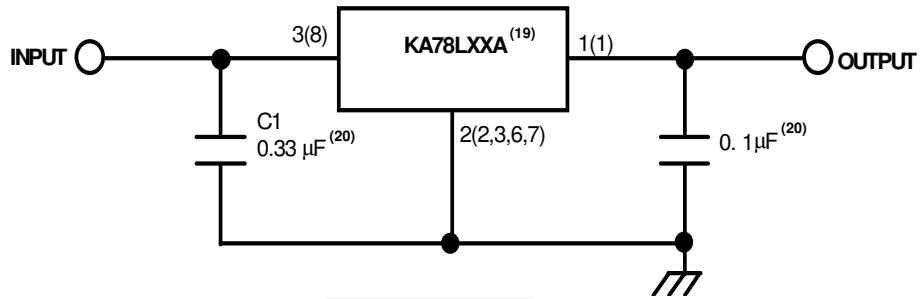 INPUT
3(8)
KA78LXXA (19)
1(1)
OUTPUT
C1
0.33 μF (20)
2(2,3,6,7)
0. 1μF (20)